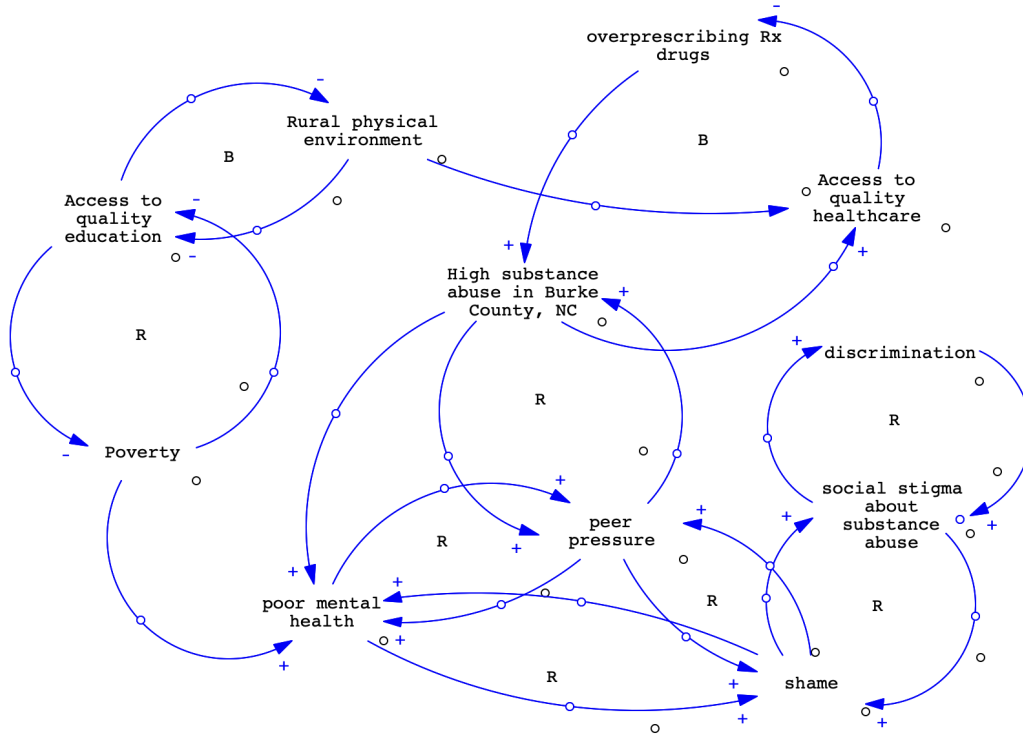 -
overprescribing Rx
drugs
-
Rural physical
environment
B
B
Access to
quality
education
-
-
Access to
quality
healthcare
+
+
High substance
abuse in Burke
County, NC
+
R
+
discrimination
R
R
-
Poverty
social stigma
about
substance
abuse
+
+
+
+
peer
pressure
+
R
+
+
poor mental
health
+
R
R
+
+
R
shame
+
+
+